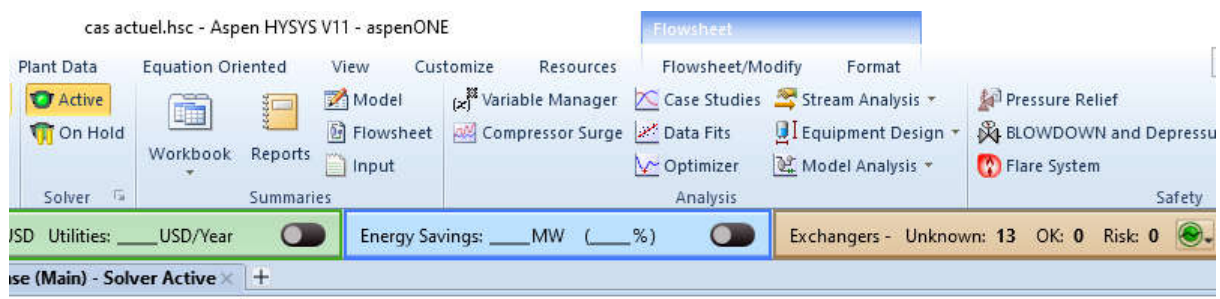 cas actuel.hsc - Aspen HYSYS V11 - aspenONE
Flowsheet
Plant Data Equation Oriented View Customize Resources Flowsheet/Modify Format
Active Model Variable Manager Case Studies Stream Analysis Pressure Relief
On Hold Workbook Reports Flowsheet Compressor Surge Data Fits Equipment Design BLOWDOWN and Depressu
Input Optimizer Model Analysis Flare System
Solver Summaries Analysis Safety
USD Utilities: ____USD/Year Energy Savings: ____MW (____%) Exchangers - Unknown: 13 OK: 0 Risk: 0
ase (Main) - Solver Active × +